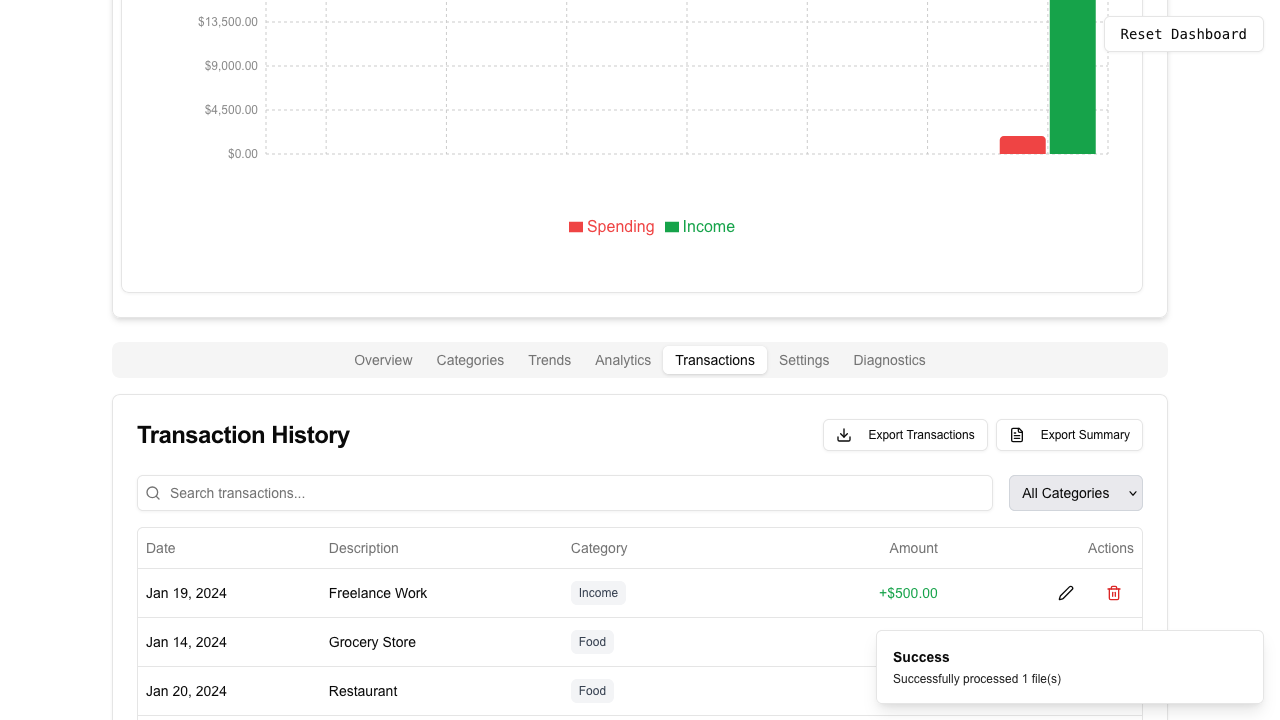 $13,500.00
Reset Dashboard
$9,000.00
$4,500.00
$0.00
Spending Income
Overview Categories Trends Analytics Transactions Settings Diagnostics
Transaction History Export Transactions Export Summary
Search transactions... All Categories
Date Description Category Amount Actions
Jan 19, 2024 Freelance Work Income +$500.00
Jan 14, 2024 Grocery Store Food
Success
Successfully processed 1 file(s)
Jan 20, 2024 Restaurant Food